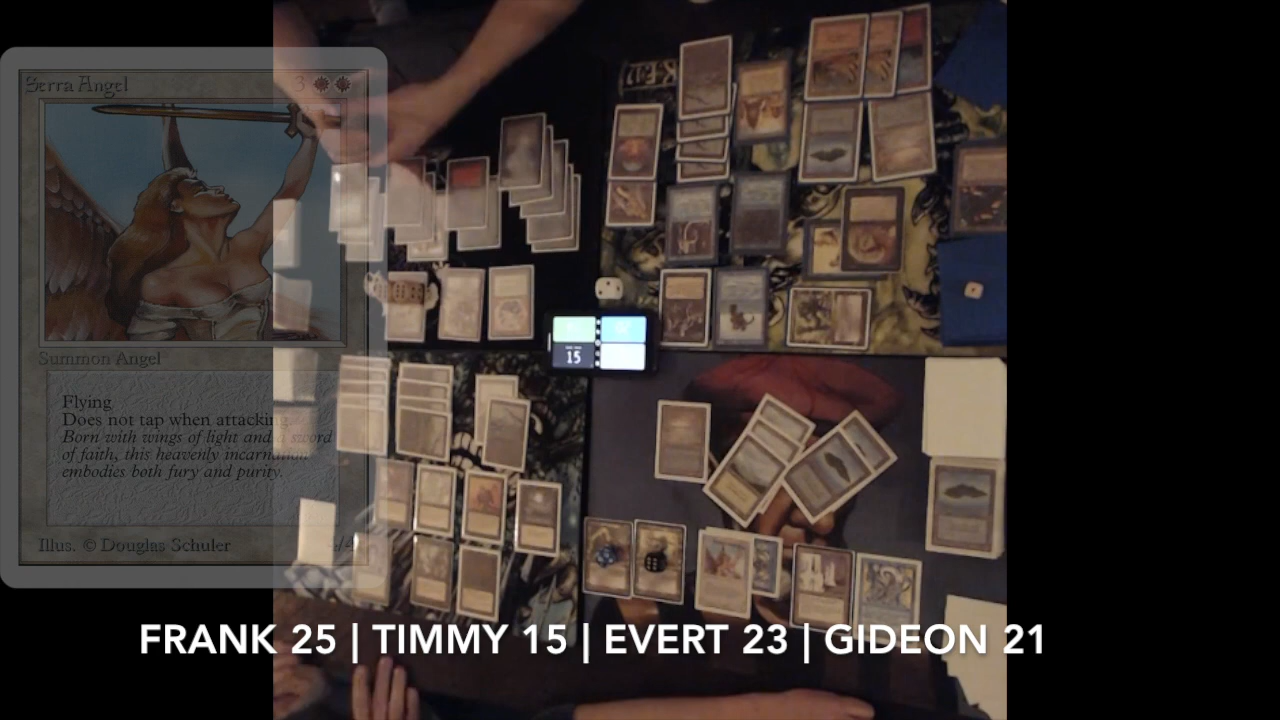 Serra Angel 3
Summon Angel
Flying
Does not tap when attacking.
Born with wings of light and a sword
of faith, this heavenly incarnation
embodies both fury and purity.
Illus. © Douglas Schuler
15
FRANK 25 | TIMMY 15 | EVERT 23 | GIDEON 21